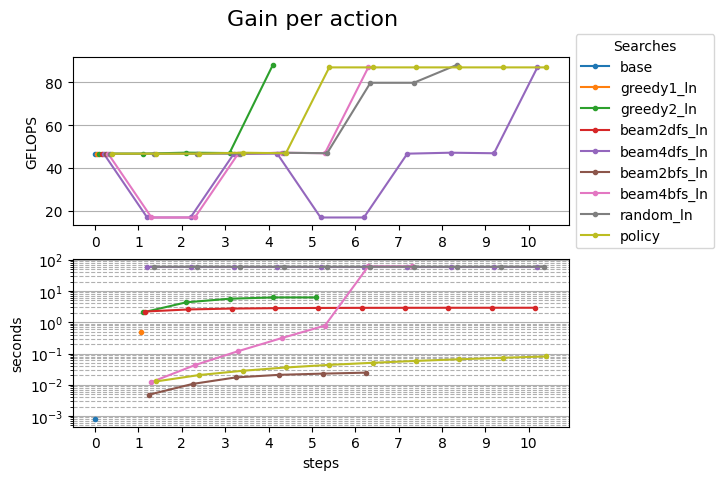 Gain per action
GFLOPS
80
60
40
20
0 1 2 3 4 5 6 7 8 9 10
Searches
base
greedy1_ln
greedy2_ln
beam2dfs_ln
beam4dfs_ln
beam2bfs_ln
beam4bfs_ln
random_ln
policy
seconds
10²
10¹
10⁰
10⁻¹
10⁻²
10⁻³
0 1 2 3 4 5 6 7 8 9 10
steps